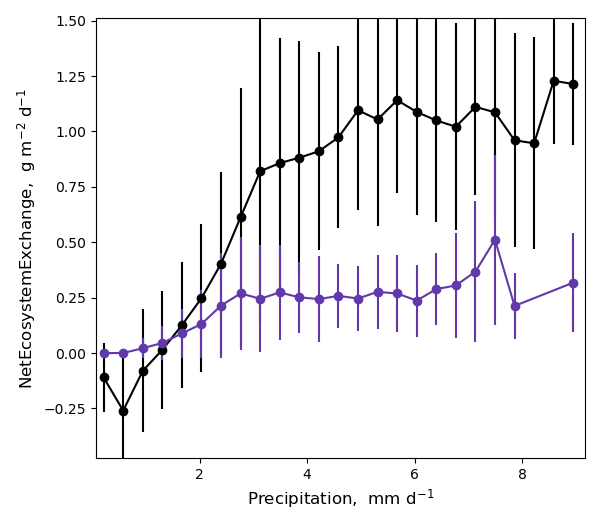 1.50
1.25
1.00
0.75
0.50
0.25
0.00
−0.25
NetEcosystemExchange, g m⁻² d⁻¹
2 4 6 8
Precipitation, mm d⁻¹